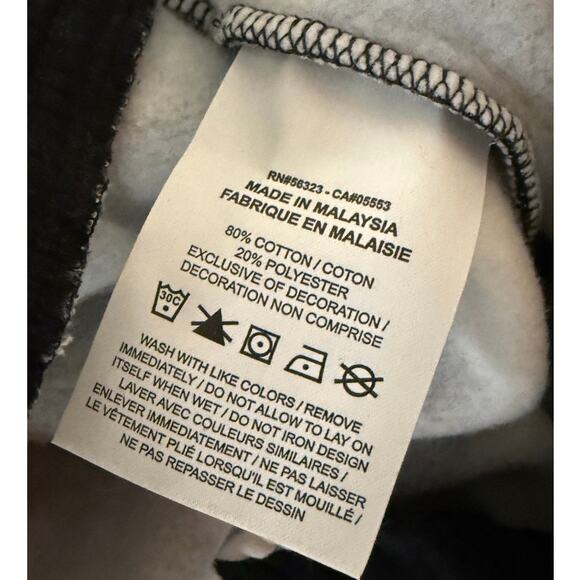 RN#56323 - CA#05553
MADE IN MALAYSIA
FABRIQUE EN MALAISIE
80% COTTON / COTON
20% POLYESTER
EXCLUSIVE OF DECORATION /
DECORATION NON COMPRISE
30C
WASH WITH LIKE COLORS / REMOVE
IMMEDIATELY / DO NOT ALLOW TO LAY ON
ITSELF WHEN WET / DO NOT IRON DESIGN
LAVER AVEC COULEURS SIMILAIRES /
ENLEVER IMMEDIATEMENT / NE PAS LAISSER
LE VÊTEMENT PLIÉ LORSQU'IL EST MOUILLÉ /
NE PAS REPASSER LE DESSIN